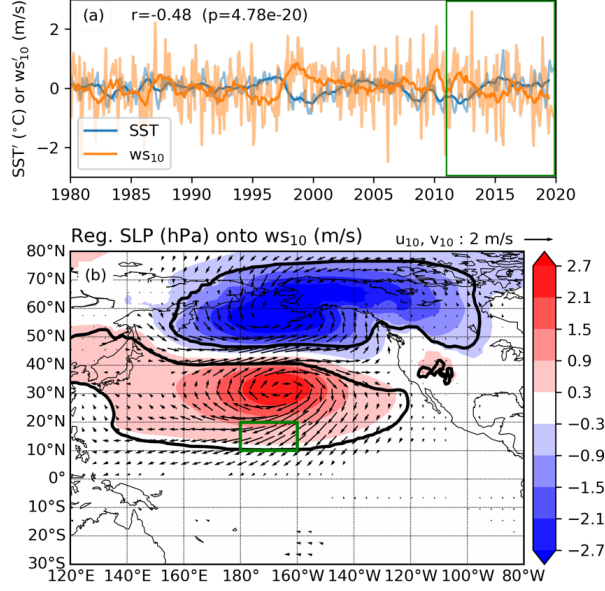 (a) r=-0.48 (p=4.78e-20)
SST′ (°C) or ws′10 (m/s)
2
0
−2
SST
ws10
1980 1985 1990 1995 2000 2005 2010 2015 2020
Reg. SLP (hPa) onto ws10 (m/s) u10, v10 : 2 m/s
(b)
80°N
70°N
60°N
50°N
40°N
30°N
20°N
10°N
0°
10°S
20°S
30°S
120°E 140°E 160°E 180° 160°W 140°W 120°W 100°W 80°W
2.7
2.1
1.5
0.9
0.3
−0.3
−0.9
−1.5
−2.1
−2.7